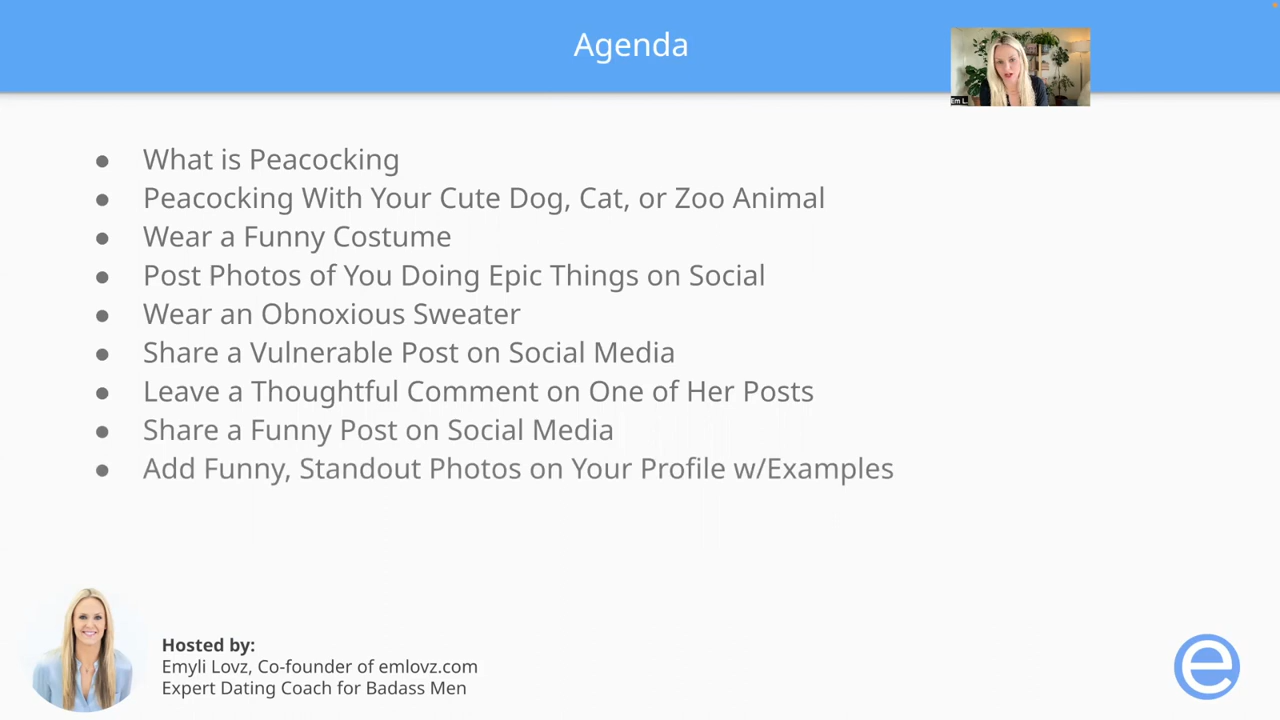 Agenda
Em L.
What is Peacocking
Peacocking With Your Cute Dog, Cat, or Zoo Animal
Wear a Funny Costume
Post Photos of You Doing Epic Things on Social
Wear an Obnoxious Sweater
Share a Vulnerable Post on Social Media
Leave a Thoughtful Comment on One of Her Posts
Share a Funny Post on Social Media
Add Funny, Standout Photos on Your Profile w/Examples
Hosted by:
Emyli Lovz, Co-founder of emlovz.com
Expert Dating Coach for Badass Men
e